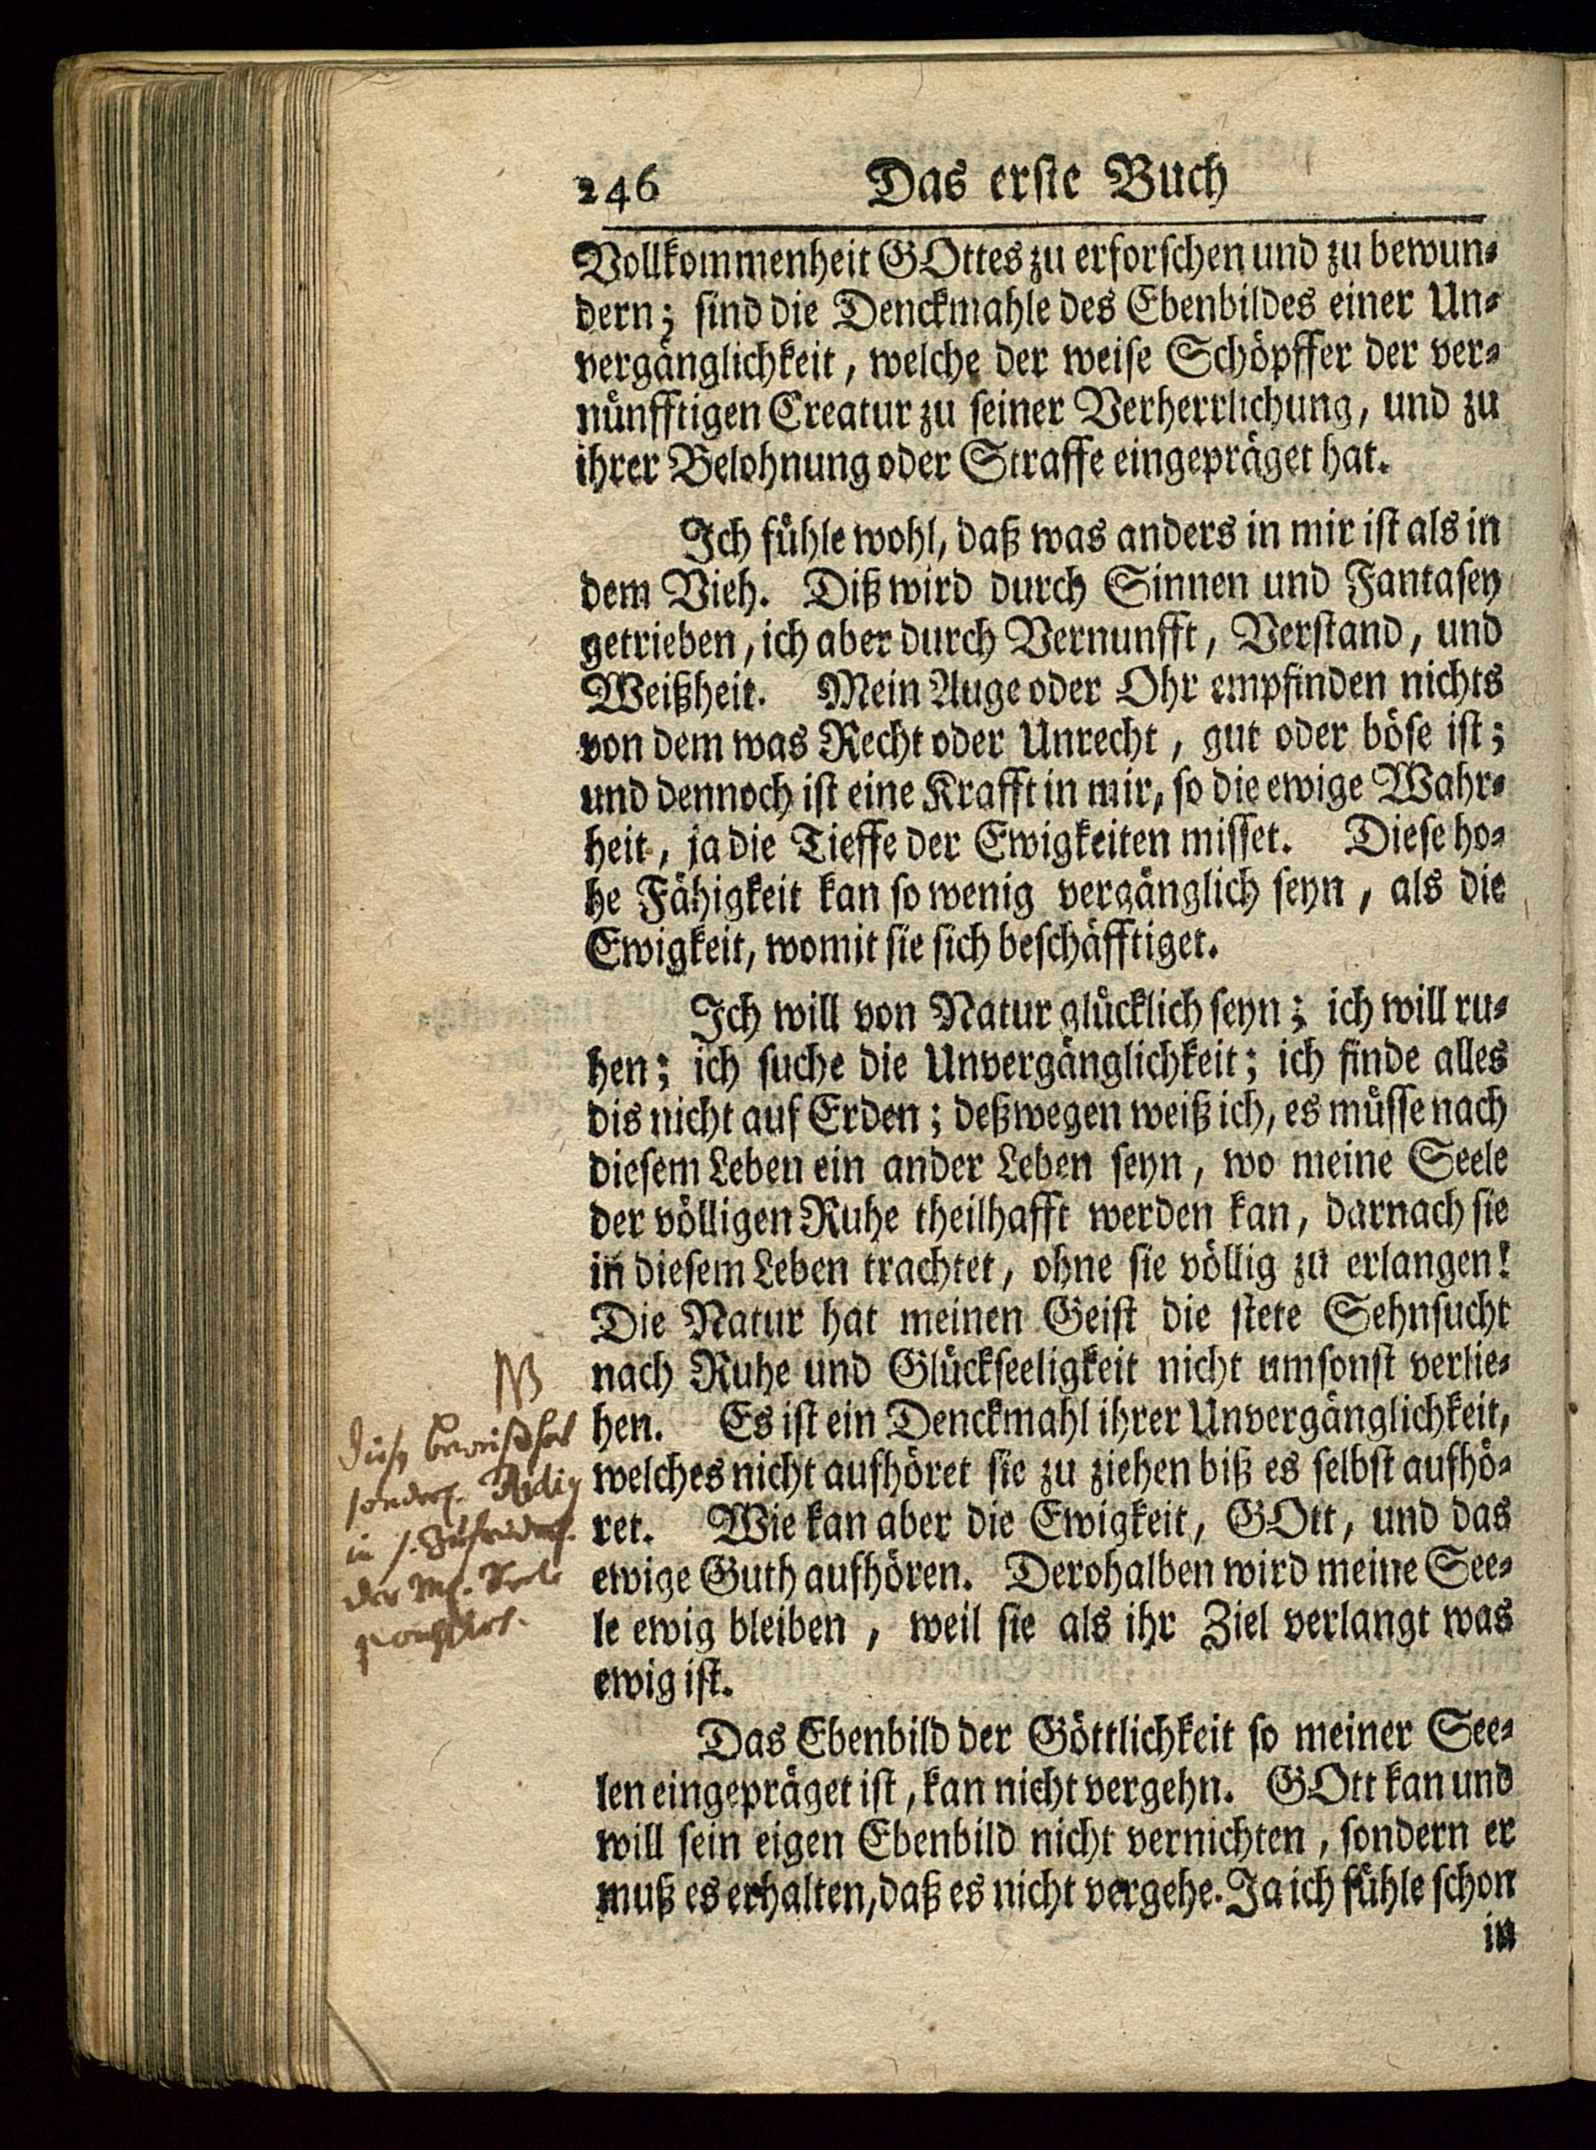 246 Das erste Buch
Vollkommenheit GOttes zu erforschen und zu bewun-
dern; sind die Denckmahle des Ebenbildes einer Un-
vergänglichkeit, welche der weise Schöpffer der ver-
nünfftigen Creatur zu seiner Verherrlichung, und zu
ihrer Belohnung oder Straffe eingepräget hat.
Ich fühle wohl, daß was anders in mir ist als in
dem Vieh. Diß wird durch Sinnen und Fantasey
getrieben, ich aber durch Vernunfft, Verstand, und
Weißheit. Mein Auge oder Ohr empfinden nichts
von dem was Recht oder Unrecht, gut oder böse ist;
und dennoch ist eine Krafft in mir, so die ewige Wahr-
heit, ja die Tieffe der Ewigkeiten misset. Diese ho-
he Fähigkeit kan so wenig vergänglich seyn, als die
Ewigkeit, womit sie sich beschäfftiget.
Ich will von Natur glücklich seyn; ich will ru-
hen; ich suche die Unvergänglichkeit; ich finde alles
dis nicht auf Erden; deßwegen weiß ich, es müsse nach
diesem Leben ein ander Leben seyn, wo meine Seele
der völligen Ruhe theilhafft werden kan, darnach sie
in diesem Leben trachtet, ohne sie völlig zu erlangen!
Die Natur hat meinen Geist die stete Sehnsucht
nach Ruhe und Glückseeligkeit nicht umsonst verlie-
hen. Es ist ein Denckmahl ihrer Unvergänglichkeit,
welches nicht aufhöret sie zu ziehen biß es selbst aufhö-
ret. Wie kan aber die Ewigkeit, GOtt, und das
ewige Guth aufhören. Derohalben wird meine See-
le ewig bleiben, weil sie als ihr Ziel verlangt was
ewig ist.
Das Ebenbild der Göttlichkeit so meiner See-
len eingepräget ist, kan nicht vergehn. GOtt kan und
will sein eigen Ebenbild nicht vernichten, sondern er
muß es erhalten, daß es nicht vergehe. Ja ich fühle schon
in
NB
sonderl.
in s.
der Seele